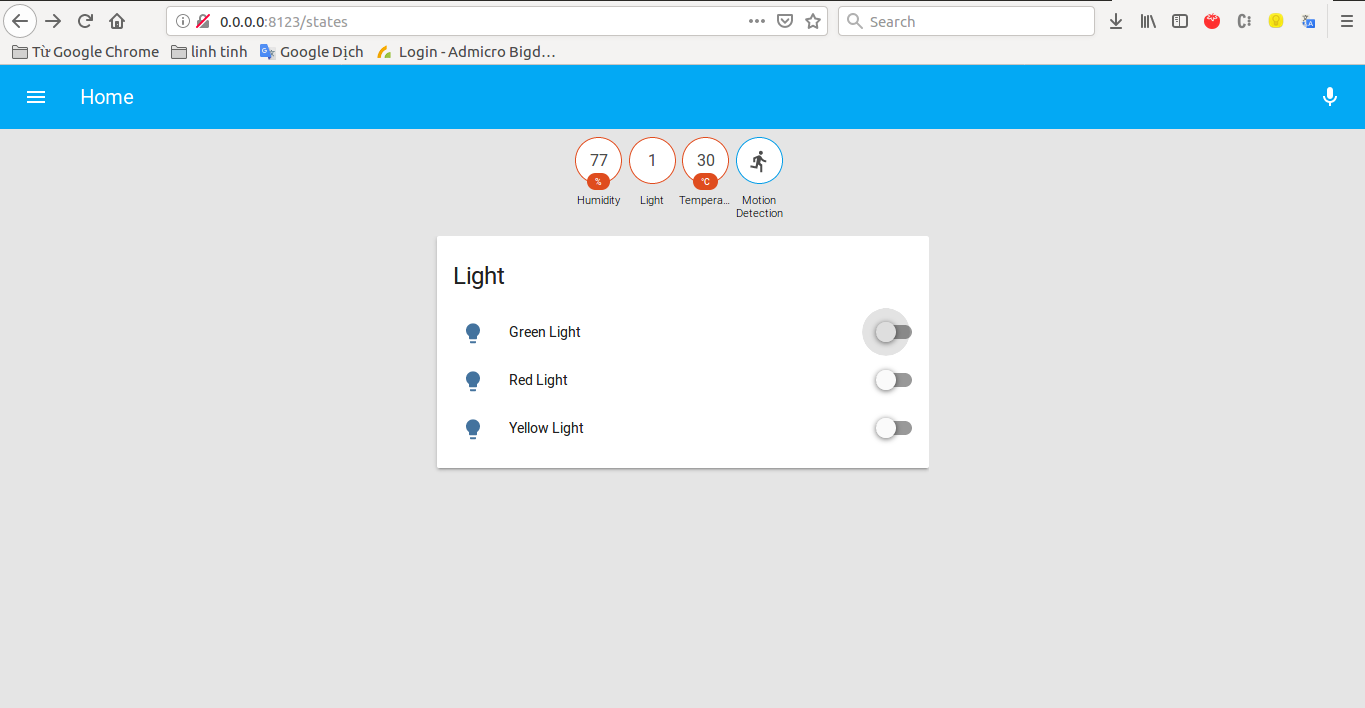 0.0.0.0:8123/states
Search
Từ Google Chrome linh tinh Google Dịch Login - Admicro Bigd...
Home
77 1 30
% °C
Humidity Light Tempera... Motion Detection
Light
Green Light
Red Light
Yellow Light